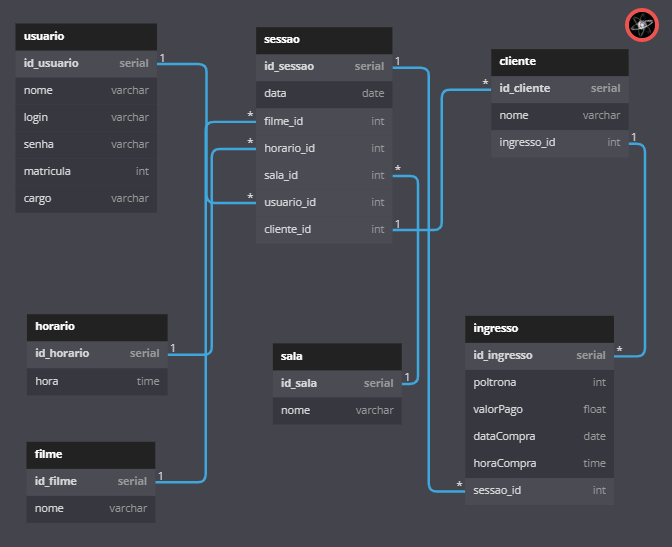 usuario
id_usuario serial
nome varchar
login varchar
senha varchar
matricula int
cargo varchar
1
sessao
id_sessao serial
data date
filme_id int
horario_id int
sala_id int
usuario_id int
cliente_id int
1
*
*
*
*
1
cliente
id_cliente serial
nome varchar
ingresso_id int
*
1
horario
id_horario serial
hora time
1
sala
id_sala serial
nome varchar
1
ingresso
id_ingresso serial
poltrona int
valorPago float
dataCompra date
horaCompra time
sessao_id int
*
*
filme
id_filme serial
nome varchar
1